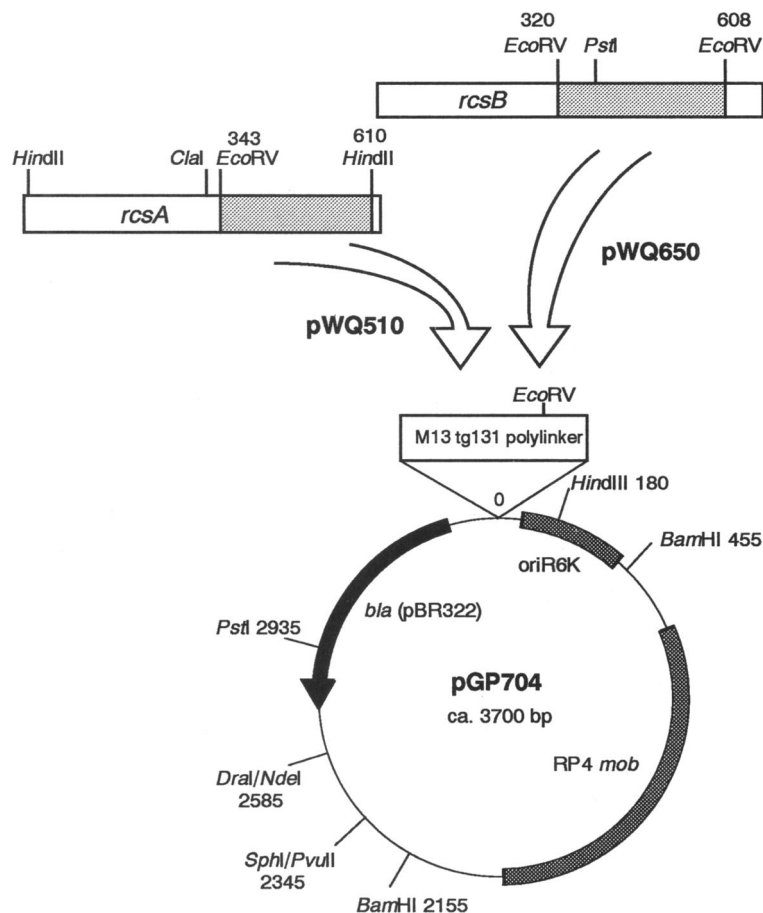 320
608
EcoRV
PstI
EcoRV
rcsB
343
610
HindII
ClaI
EcoRV
HindII
rcsA
pWQ650
pWQ510
EcoRV
M13 tg131 polylinker
0
HindIII 180
BamHI 455
oriR6K
bla (pBR322)
PstI 2935
pGP704
ca. 3700 bp
RP4 mob
DraI/NdeI
2585
SphI/PvuII
2345
BamHI 2155